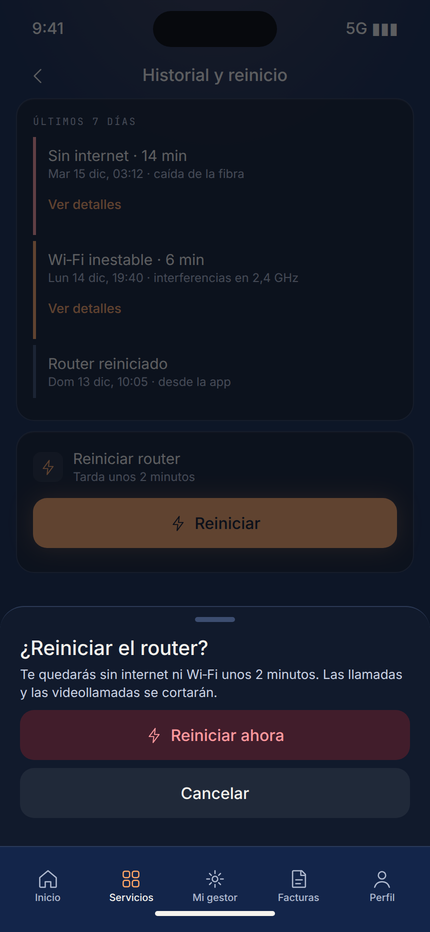 9:41
5G
Historial y reinicio
ÚLTIMOS 7 DÍAS
Sin internet · 14 min
Mar 15 dic, 03:12 · caída de la fibra
Ver detalles
Wi-Fi inestable · 6 min
Lun 14 dic, 19:40 · interferencias en 2,4 GHz
Ver detalles
Router reiniciado
Dom 13 dic, 10:05 · desde la app
Reiniciar router
Tarda unos 2 minutos
Reiniciar
¿Reiniciar el router?
Te quedarás sin internet ni Wi-Fi unos 2 minutos. Las llamadas
y las videollamadas se cortarán.
Reiniciar ahora
Cancelar
Inicio
Servicios
Mi gestor
Facturas
Perfil